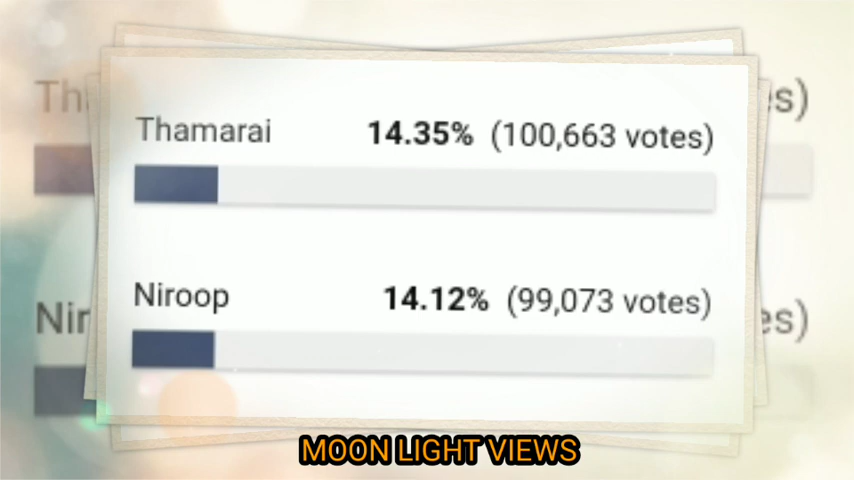 Thamarai 14.35% (100,663 votes)
Niroop 14.12% (99,073 votes)
MOON LIGHT VIEWS